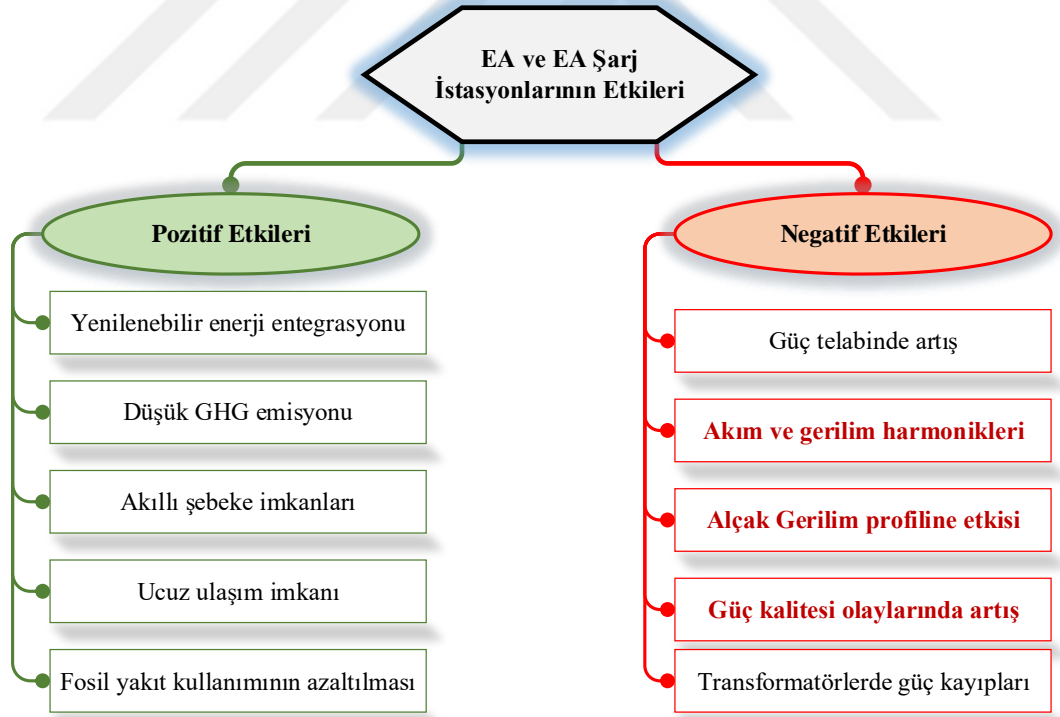 EA ve EA Şarj
İstasyonlarının Etkileri
Pozitif Etkileri
Yenilenebilir enerji entegrasyonu
Düşük GHG emisyonu
Akıllı şebeke imkanları
Ucuz ulaşım imkanı
Fosil yakıt kullanımının azaltılması
Negatif Etkileri
Güç telabinde artış
Akım ve gerilim harmonikleri
Alçak Gerilim profiline etkisi
Güç kalitesi olaylarında artış
Transformatörlerde güç kayıpları